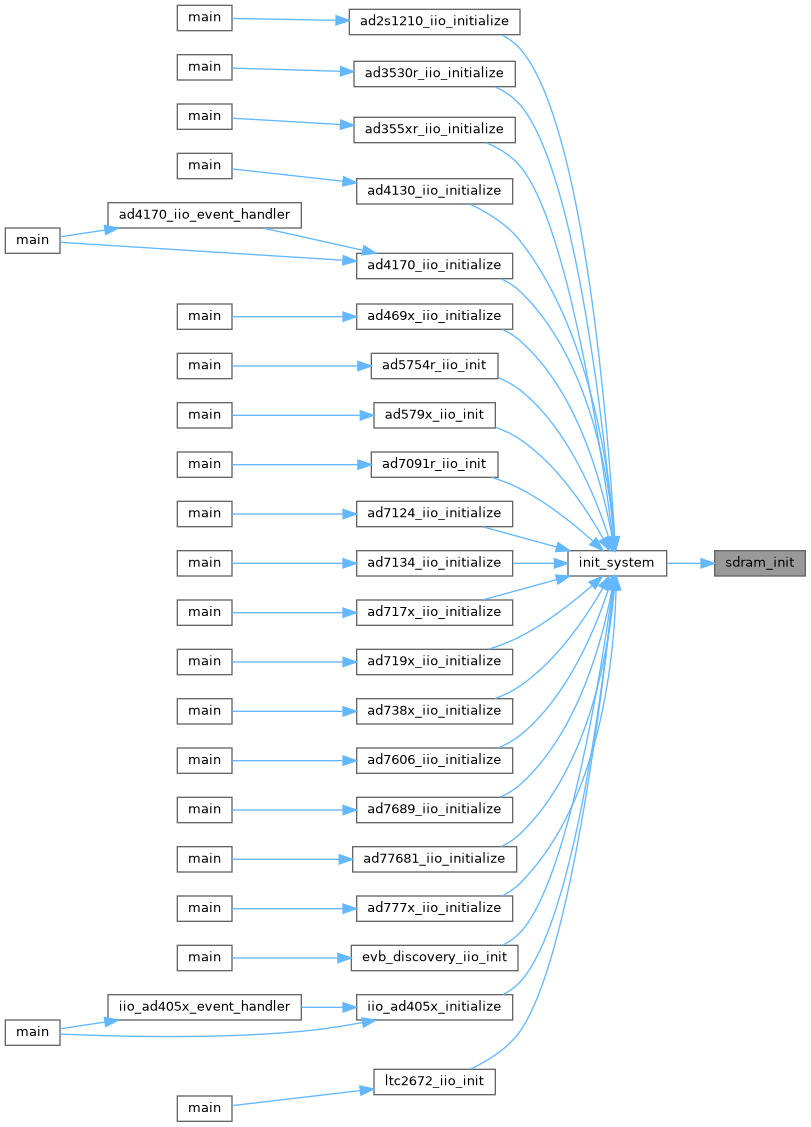 main
ad2s1210_iio_initialize
main
ad3530r_iio_initialize
main
ad355xr_iio_initialize
main
ad4130_iio_initialize
ad4170_iio_event_handler
main
ad4170_iio_initialize
main
ad469x_iio_initialize
main
ad5754r_iio_init
main
ad579x_iio_init
main
ad7091r_iio_init
main
ad7124_iio_initialize
main
ad7134_iio_initialize
init_system
sdram_init
main
ad717x_iio_initialize
main
ad719x_iio_initialize
main
ad738x_iio_initialize
main
ad7606_iio_initialize
main
ad7689_iio_initialize
main
ad77681_iio_initialize
main
ad777x_iio_initialize
main
evb_discovery_iio_init
iio_ad405x_event_handler
iio_ad405x_initialize
main
ltc2672_iio_init
main